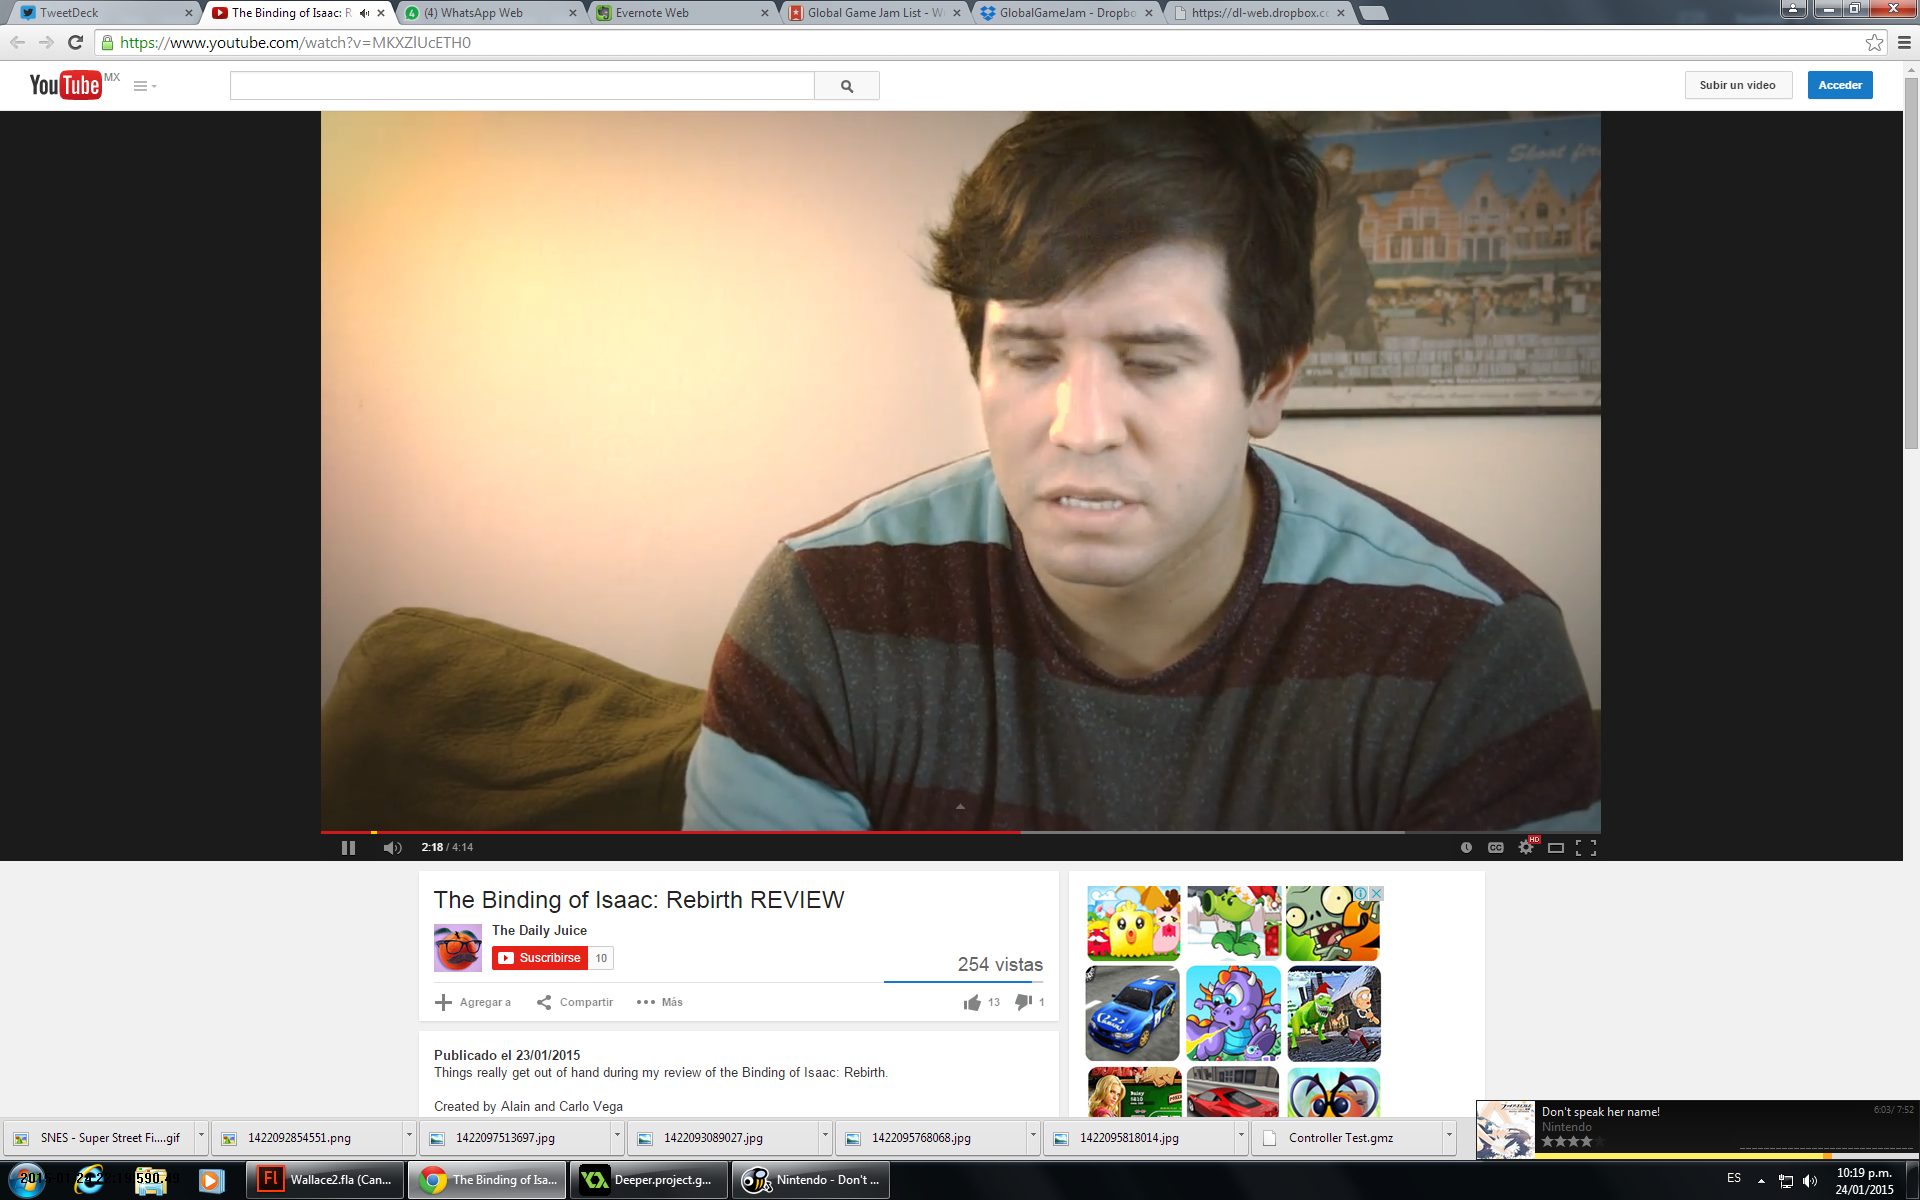 TweetDeck
The Binding of Isaac: R
(4) WhatsApp Web
Evernote Web
Global Game Jam List - W
GlobalGameJam - Dropbo
https://dl-web.dropbox.c
https://www.youtube.com/watch?v=MKXZlUcETH0
YouTube MX
Subir un video
Acceder
Shoot fir
2:18 / 4:14
CC
HD
The Binding of Isaac: Rebirth REVIEW
The Daily Juice
Suscribirse 10
254 vistas
Agregar a
Compartir
Más
13
1
Publicado el 23/01/2015
Things really get out of hand during my review of the Binding of Isaac: Rebirth.
Created by Alain and Carlo Vega
2
Don't speak her name!
6:03/ 7:52
Nintendo
SNES - Super Street Fi....gif
1422092854551.png
1422097513697.jpg
1422093089027.jpg
1422095768068.jpg
1422095818014.jpg
Controller Test.gmz
Fl
Wallace2.fla (Can...
The Binding of Isa...
Deeper.project.g...
Nintendo - Don't ...
ES
10:19 p.m.
24/01/2015